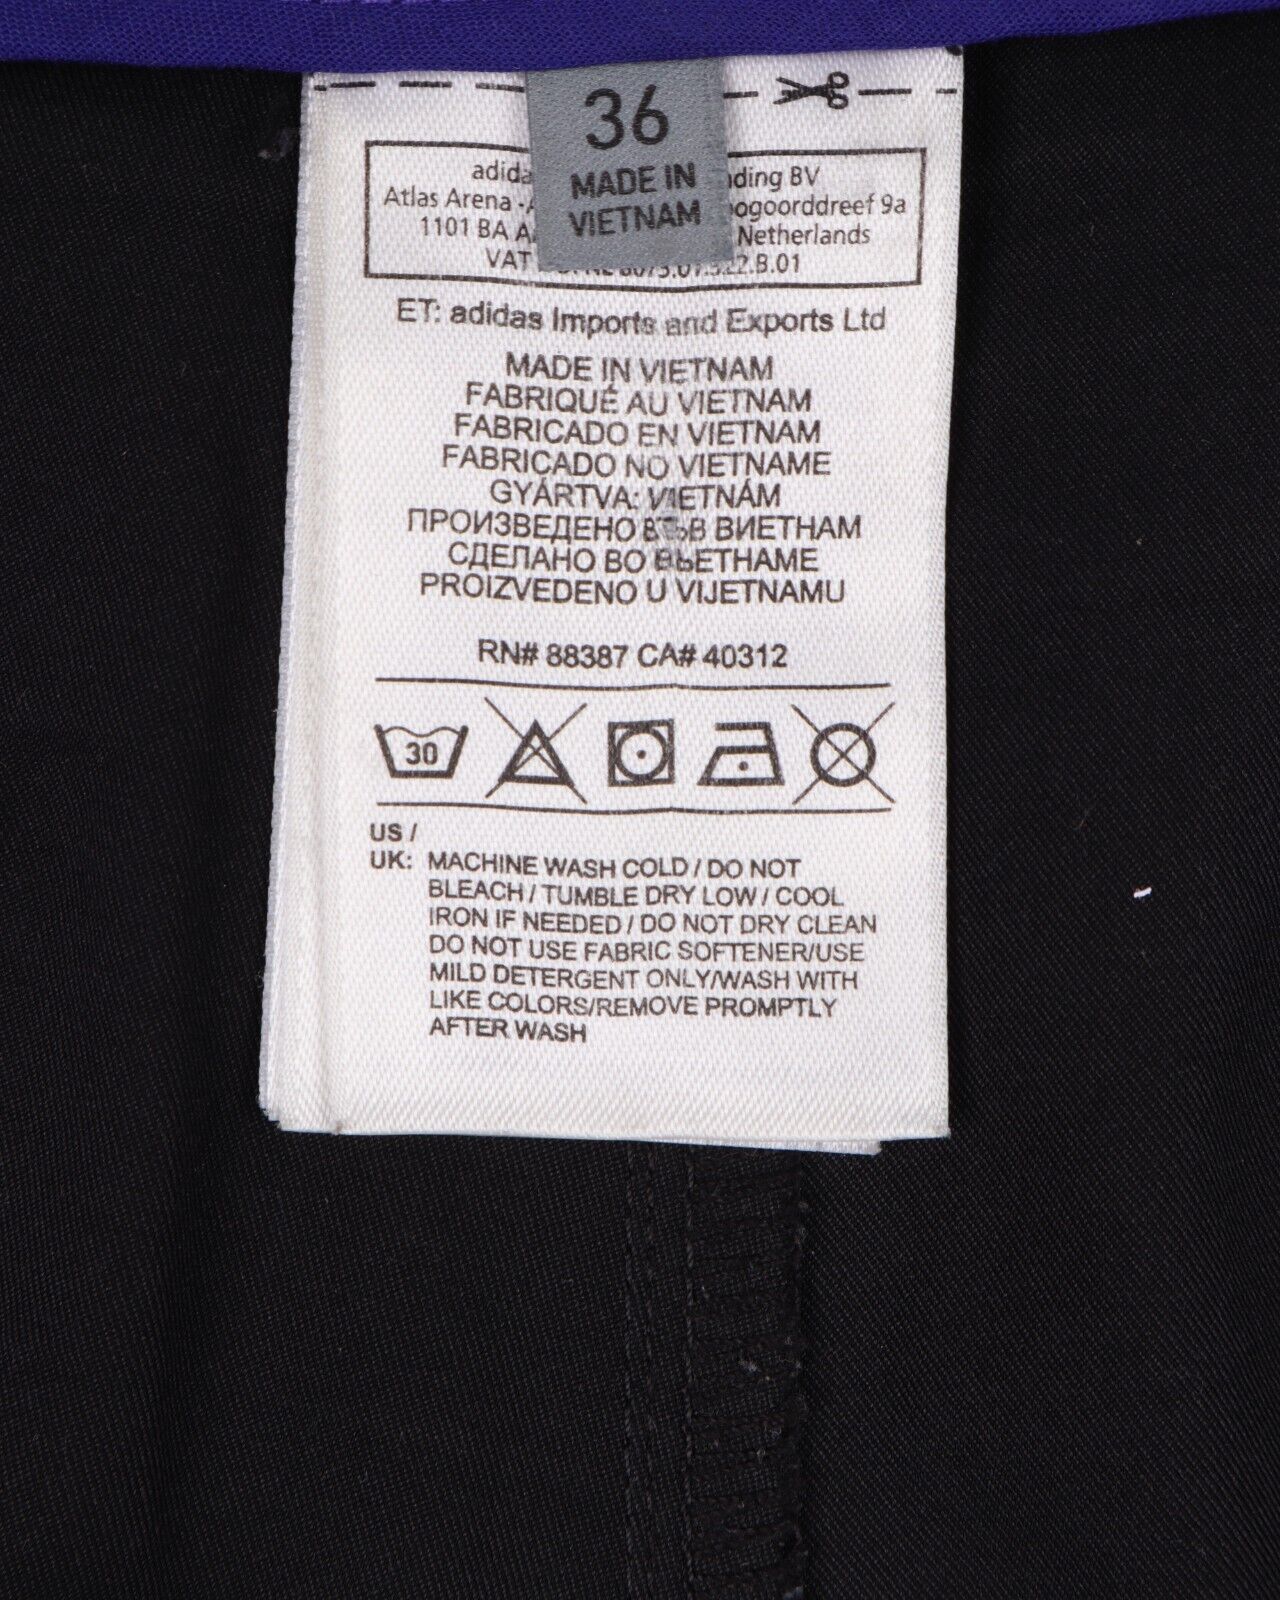 36
MADE IN
VIETNAM
BV
Atlas Arena 9a
1101 BA Netherlands
VAT
ET: adidas Imports and Exports Ltd
MADE IN VIETNAM
FABRIQUÉ AU VIETNAM
FABRICADO EN VIETNAM
FABRICADO NO VIETNAME
GYÁRTVA: VIETNÁM
ПРОИЗВЕДЕНО ВЪВ ВИЕТНАМ
СДЕЛАНО ВО ВЬЕТНАМЕ
PROIZVEDENO U VIJETNAMU
RN# 88387 CA# 40312
30
US /
UK: MACHINE WASH COLD / DO NOT
BLEACH / TUMBLE DRY LOW / COOL
IRON IF NEEDED / DO NOT DRY CLEAN
DO NOT USE FABRIC SOFTENER/USE
MILD DETERGENT ONLY/WASH WITH
LIKE COLORS/REMOVE PROMPTLY
AFTER WASH